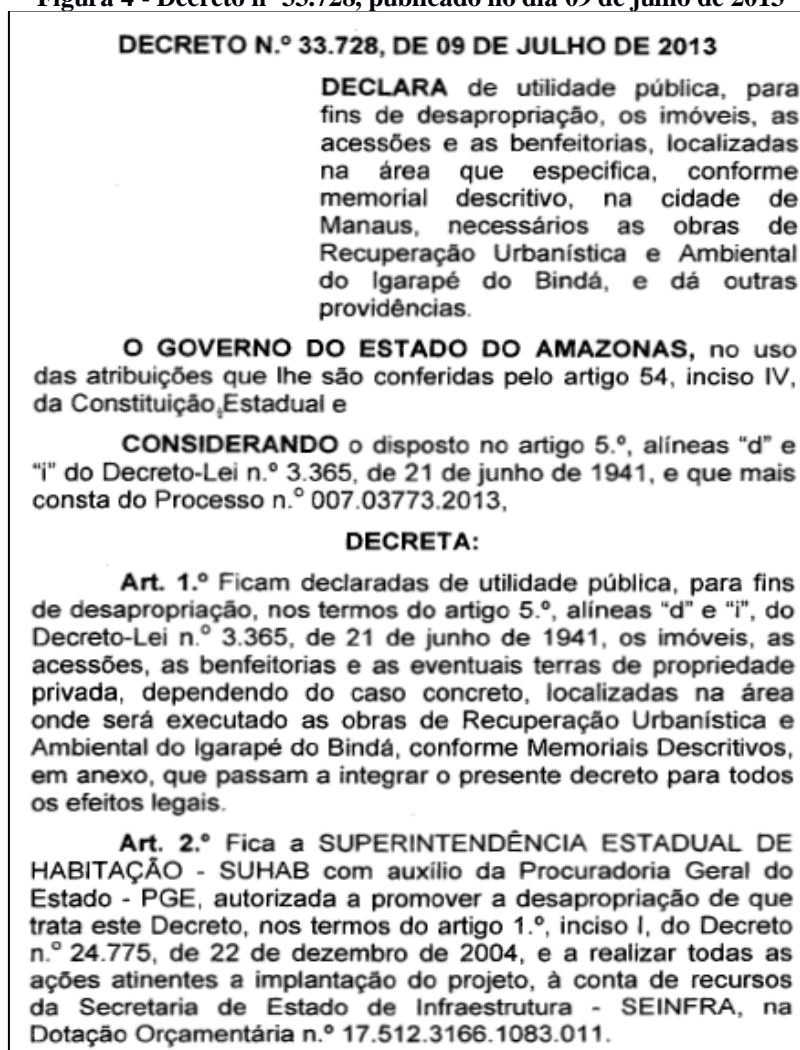 Figura 4 - Decreto nº 33.728, publicado no dia 09 de julho de 2013
DECRETO N.º 33.728, DE 09 DE JULHO DE 2013
DECLARA de utilidade pública, para
fins de desapropriação, os imóveis, as
acessões e as benfeitorias, localizadas
na área que especifica, conforme
memorial descritivo, na cidade de
Manaus, necessários as obras de
Recuperação Urbanística e Ambiental
do Igarapé do Bindá, e dá outras
providências.
O GOVERNO DO ESTADO DO AMAZONAS, no uso
das atribuições que lhe são conferidas pelo artigo 54, inciso IV,
da Constituição Estadual e
CONSIDERANDO o disposto no artigo 5.º, alíneas “d” e
“i” do Decreto-Lei n.º 3.365, de 21 de junho de 1941, e que mais
consta do Processo n.º 007.03773.2013,
DECRETA:
Art. 1.º Ficam declaradas de utilidade pública, para fins
de desapropriação, nos termos do artigo 5.º, alíneas “d” e “i”, do
Decreto-Lei n.º 3.365, de 21 de junho de 1941, os imóveis, as
acessões, as benfeitorias e as eventuais terras de propriedade
privada, dependendo do caso concreto, localizadas na área
onde será executado as obras de Recuperação Urbanística e
Ambiental do Igarapé do Bindá, conforme Memoriais Descritivos,
em anexo, que passam a integrar o presente decreto para todos
os efeitos legais.
Art. 2.º Fica a SUPERINTENDÊNCIA ESTADUAL DE
HABITAÇÃO - SUHAB com auxílio da Procuradoria Geral do
Estado - PGE, autorizada a promover a desapropriação de que
trata este Decreto, nos termos do artigo 1.º, inciso I, do Decreto
n.º 24.775, de 22 de dezembro de 2004, e a realizar todas as
ações atinentes a implantação do projeto, à conta de recursos
da Secretaria de Estado de Infraestrutura - SEINFRA, na
Dotação Orçamentária n.º 17.512.3166.1083.011.